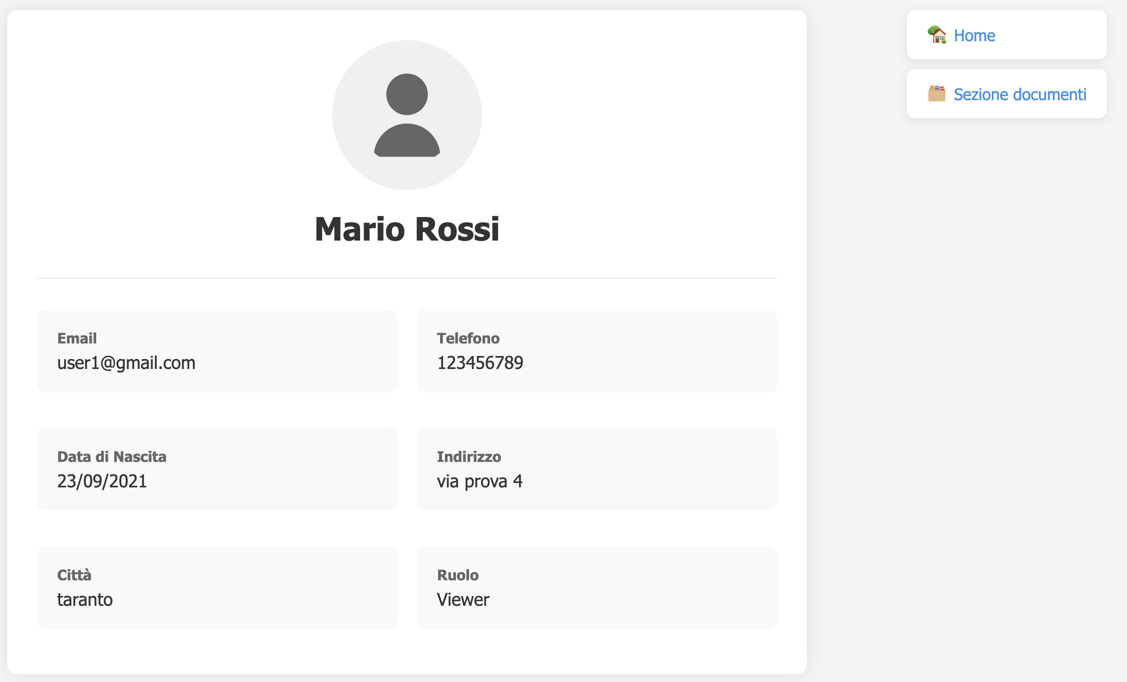 Home
Sezione documenti
Mario Rossi
Email
user1@gmail.com
Telefono
123456789
Data di Nascita
23/09/2021
Indirizzo
via prova 4
Città
taranto
Ruolo
Viewer